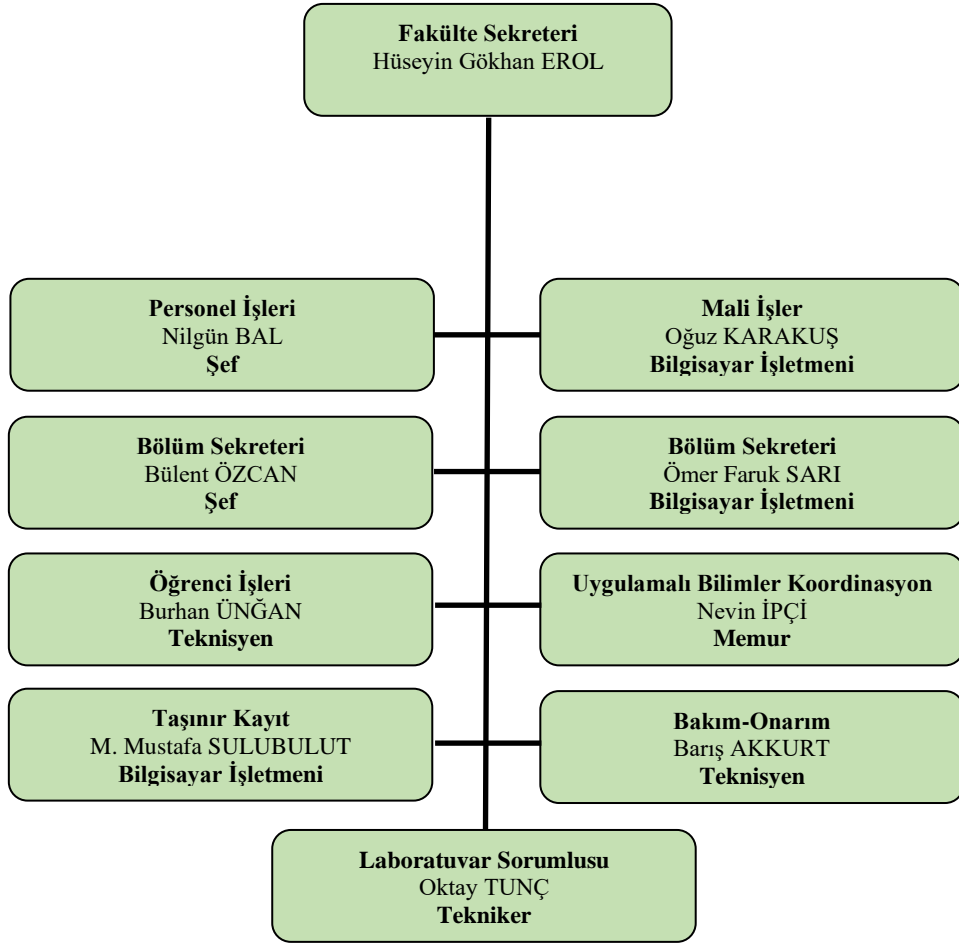 Fakülte Sekreteri
Hüseyin Gökhan EROL
Personel İşleri
Nilgün BAL
Şef
Mali İşler
Oğuz KARAKUŞ
Bilgisayar İşletmeni
Bölüm Sekreteri
Bülent ÖZCAN
Şef
Bölüm Sekreteri
Ömer Faruk SARI
Bilgisayar İşletmeni
Öğrenci İşleri
Burhan ÜNĞAN
Teknisyen
Uygulamalı Bilimler Koordinasyon
Nevin İPÇİ
Memur
Taşınır Kayıt
M. Mustafa SULUBULUT
Bilgisayar İşletmeni
Bakım-Onarım
Barış AKKURT
Teknisyen
Laboratuvar Sorumlusu
Oktay TUNÇ
Tekniker